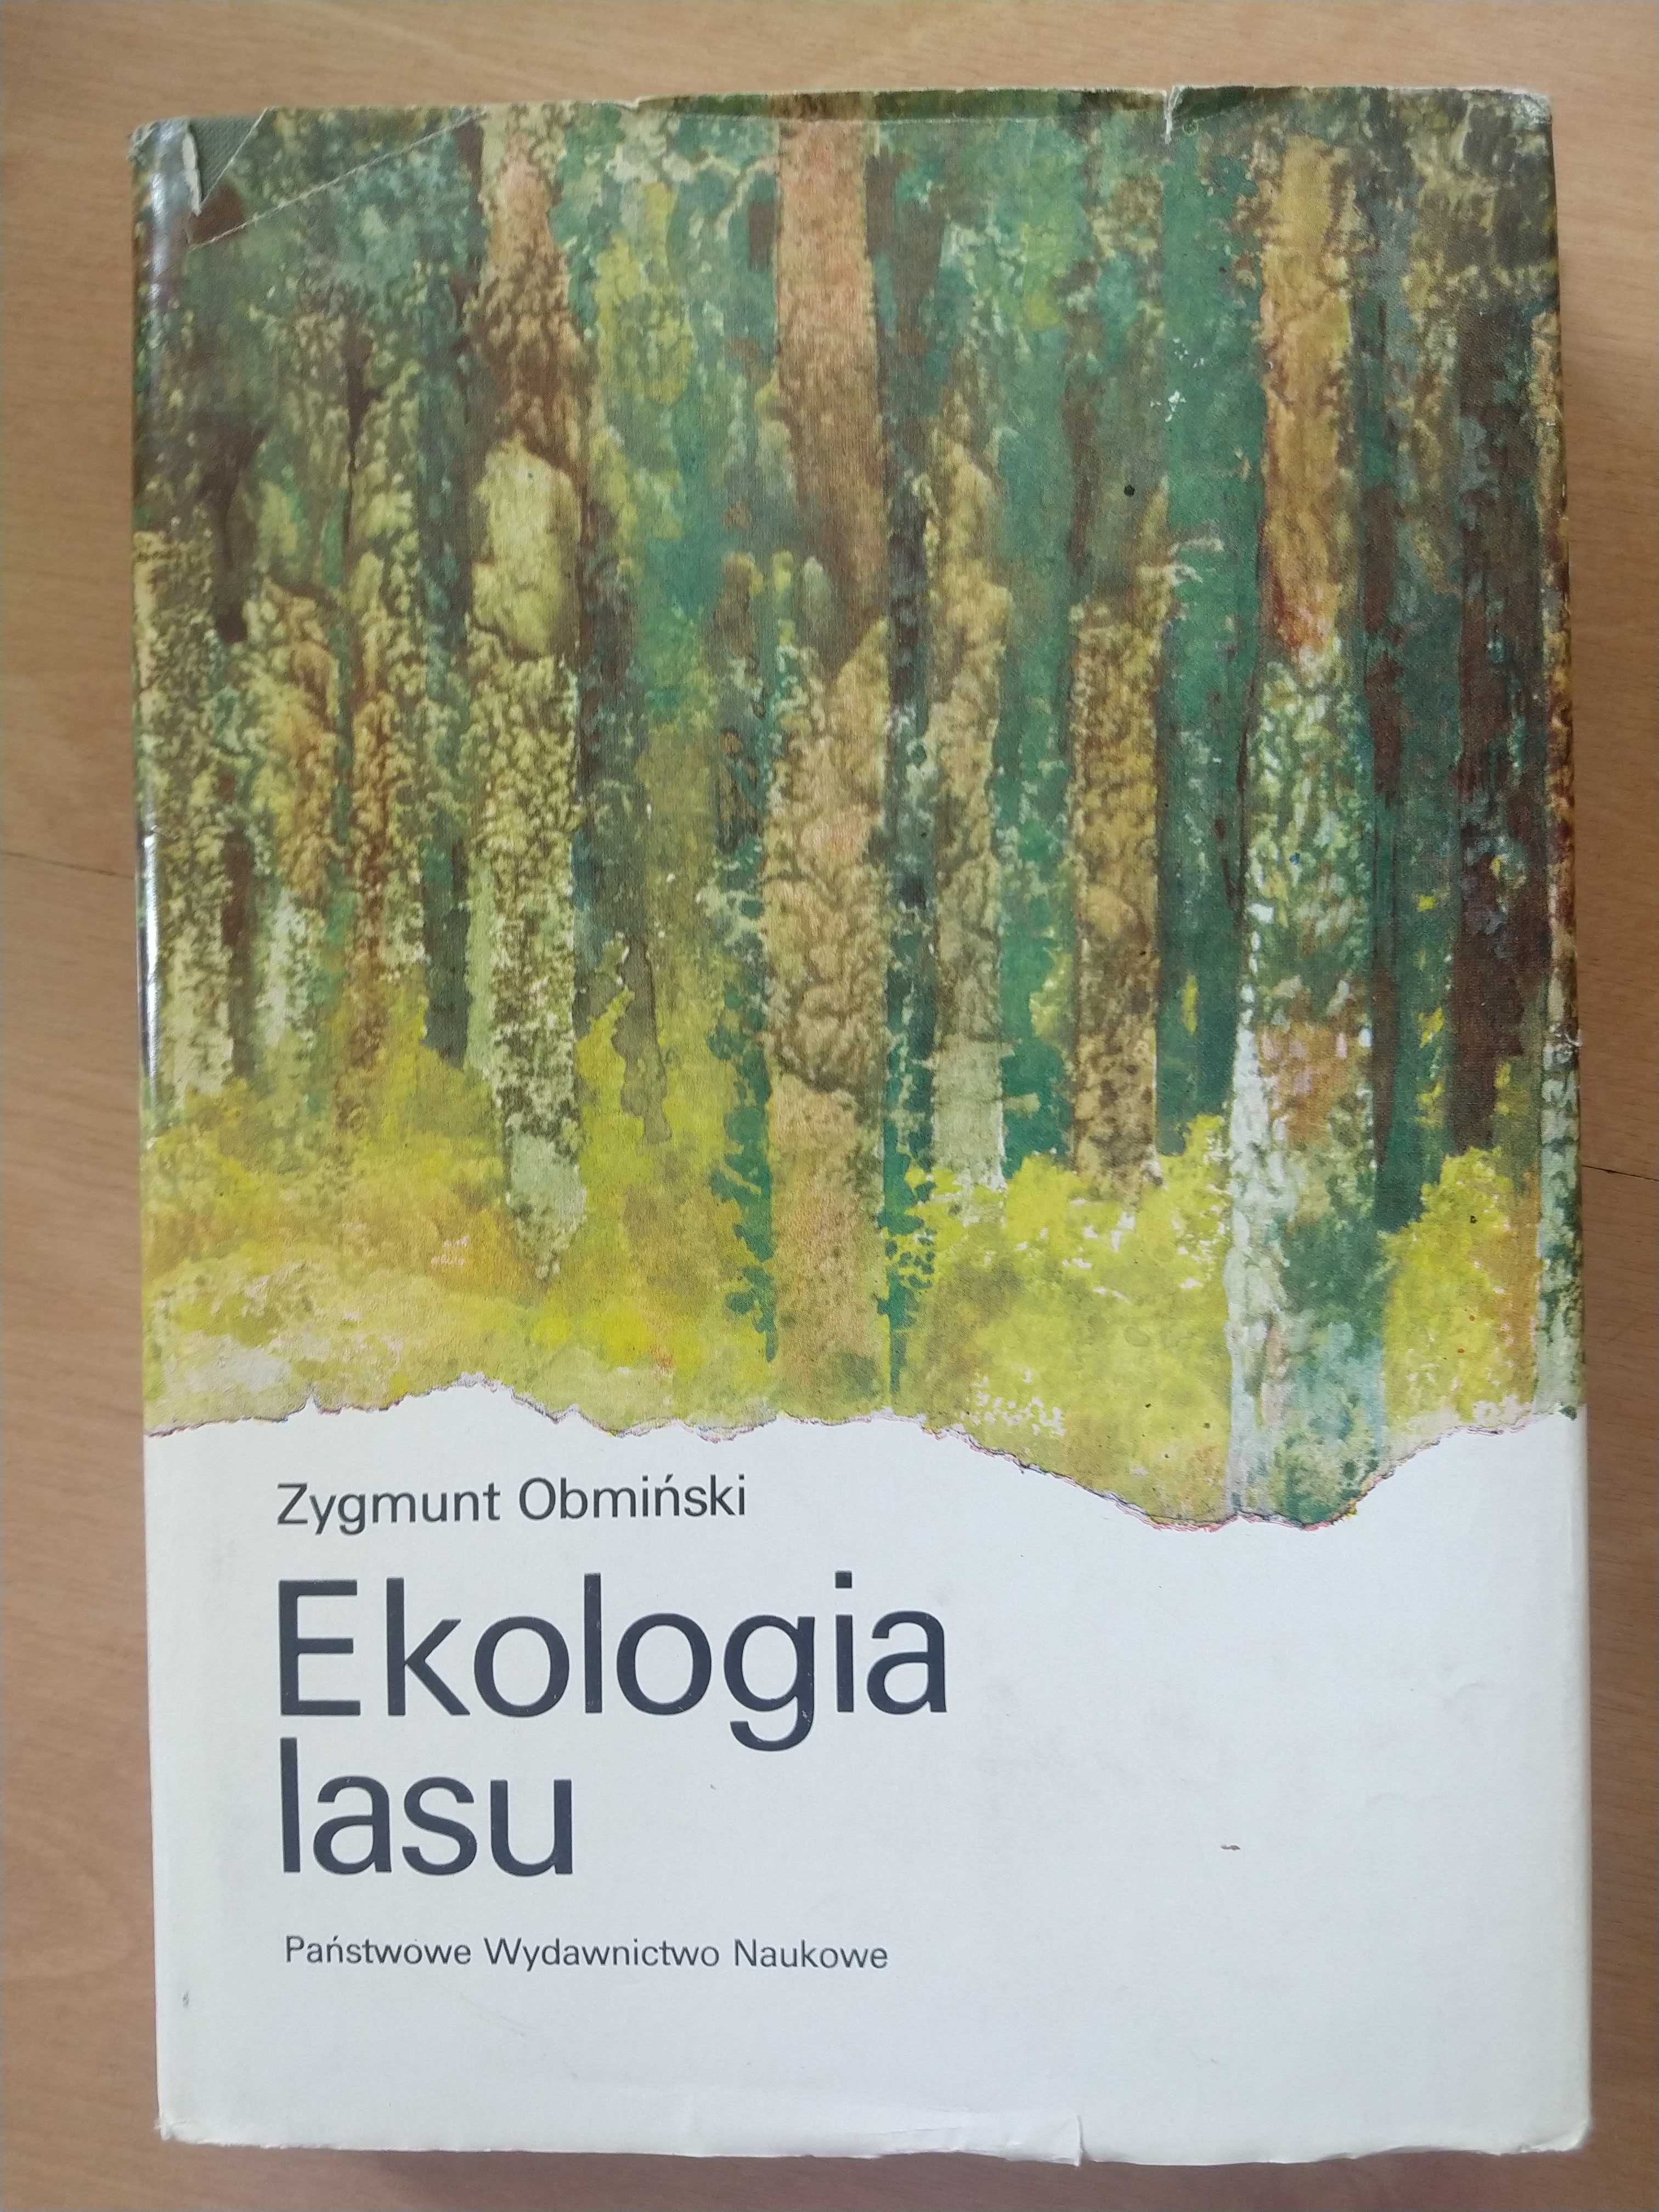 Zygmunt Obmiński
Ekologia
lasu
Państwowe Wydawnictwo Naukowe